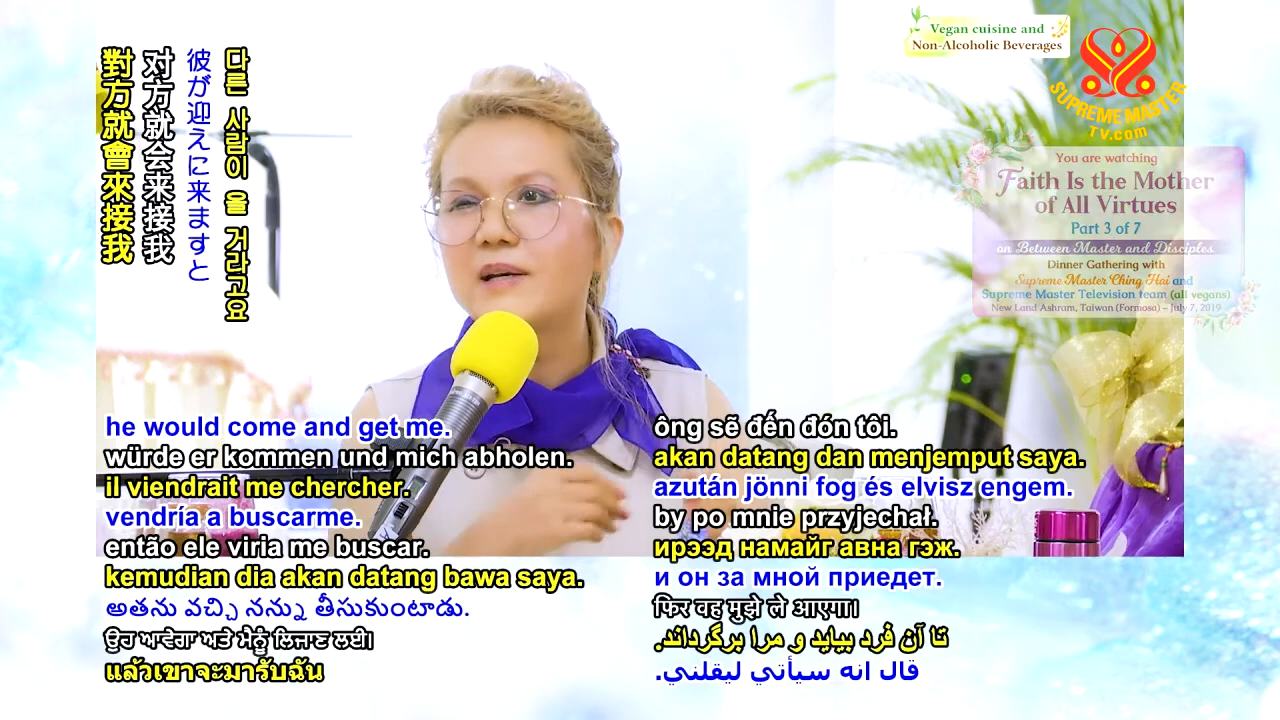 對方就會來接我
对方就会来接我
彼が迎えに来ますと
다른 사람이 올 거라고요
Vegan cuisine and
Non-Alcoholic Beverages
SUPREME MASTER
TV.com
You are watching
Faith Is the Mother
of All Virtues
Part 3 of 7
on Between Master and Disciples
Dinner Gathering with
Supreme Master Ching Hai and
Supreme Master Television team (all vegans)
New Land Ashram, Taiwan (Formosa) – July 7, 2019
he would come and get me.
würde er kommen und mich abholen.
il viendrait me chercher.
vendría a buscarme.
então ele viria me buscar.
kemudian dia akan datang bawa saya.
అతను వచ్చి నన్ను తీసుకుంటాడు.
ਉਹ ਆਵੇਗਾ ਅਤੇ ਮੈਨੂੰ ਲਿਜਾਣ ਲਈ।
แล้วเขาจะมารับฉัน
ông sẽ đến đón tôi.
akan datang dan menjemput saya.
azután jönni fog és elvisz engem.
by po mnie przyjechał.
ирээд намайг авна гэж.
и он за мной приедет.
फिर वह मुझे ले आएगा।
تا آن فرد بیاید و مرا برگرداند.
قال انه سيأتي ليقلني.